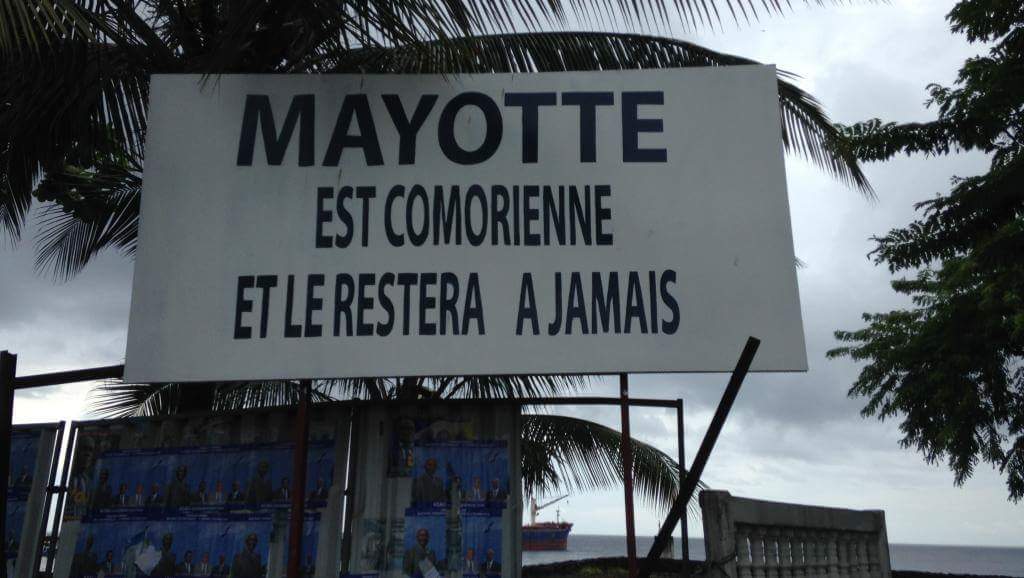 MAYOTTE
EST COMORIENNE
ET LE RESTERA A JAMAIS